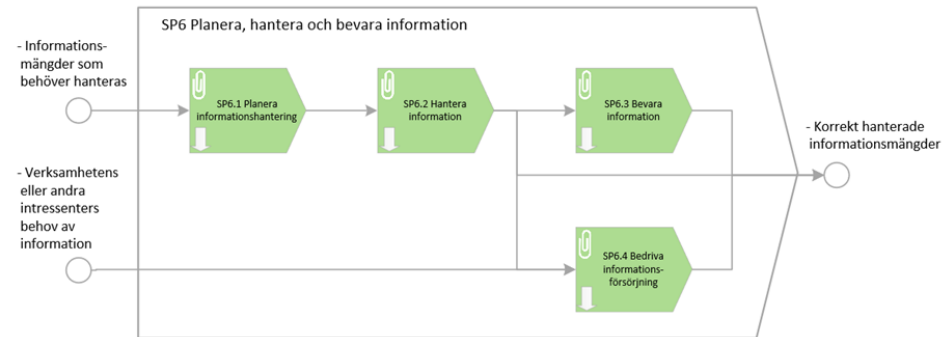 SP6 Planera, hantera och bevara information
- Informations-
mängder som
behöver hanteras
SP6.1 Planera
informationshantering
SP6.2 Hantera
information
SP6.3 Bevara
information
- Korrekt hanterade
informationsmängder
- Verksamhetens
eller andra
intressenters
behov av
information
SP6.4 Bedriva
informations-
försörjning